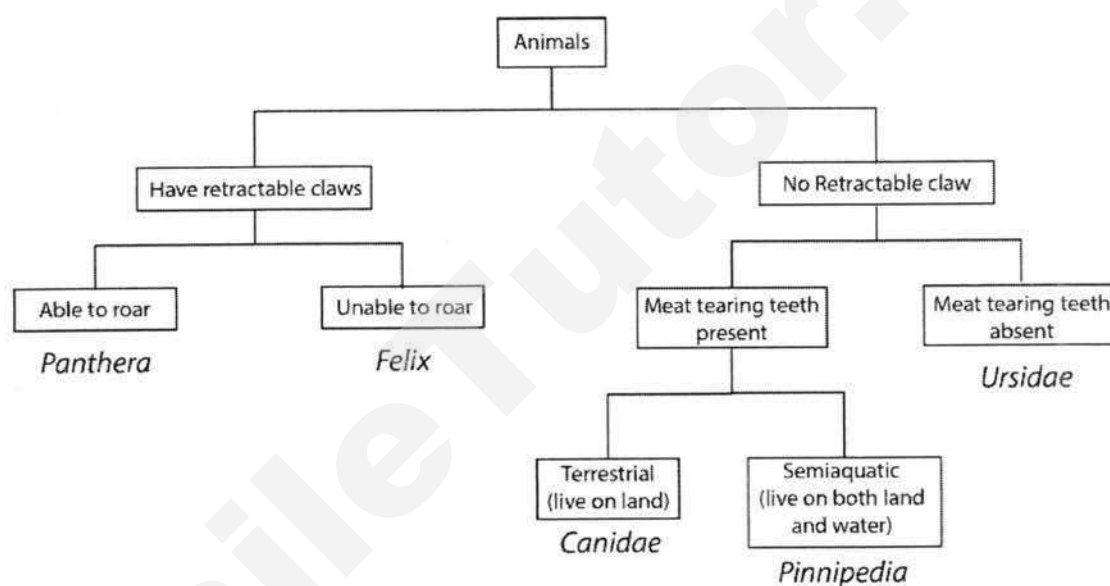 Animals
Have retractable claws
No Retractable claw
Able to roar
Unable to roar
Meat tearing teeth
present
Meat tearing teeth
absent
Panthera
Felix
Ursidae
Terrestrial
(live on land)
Semiaquatic
(live on both land
and water)
Canidae
Pinnipedia
ileTutor.